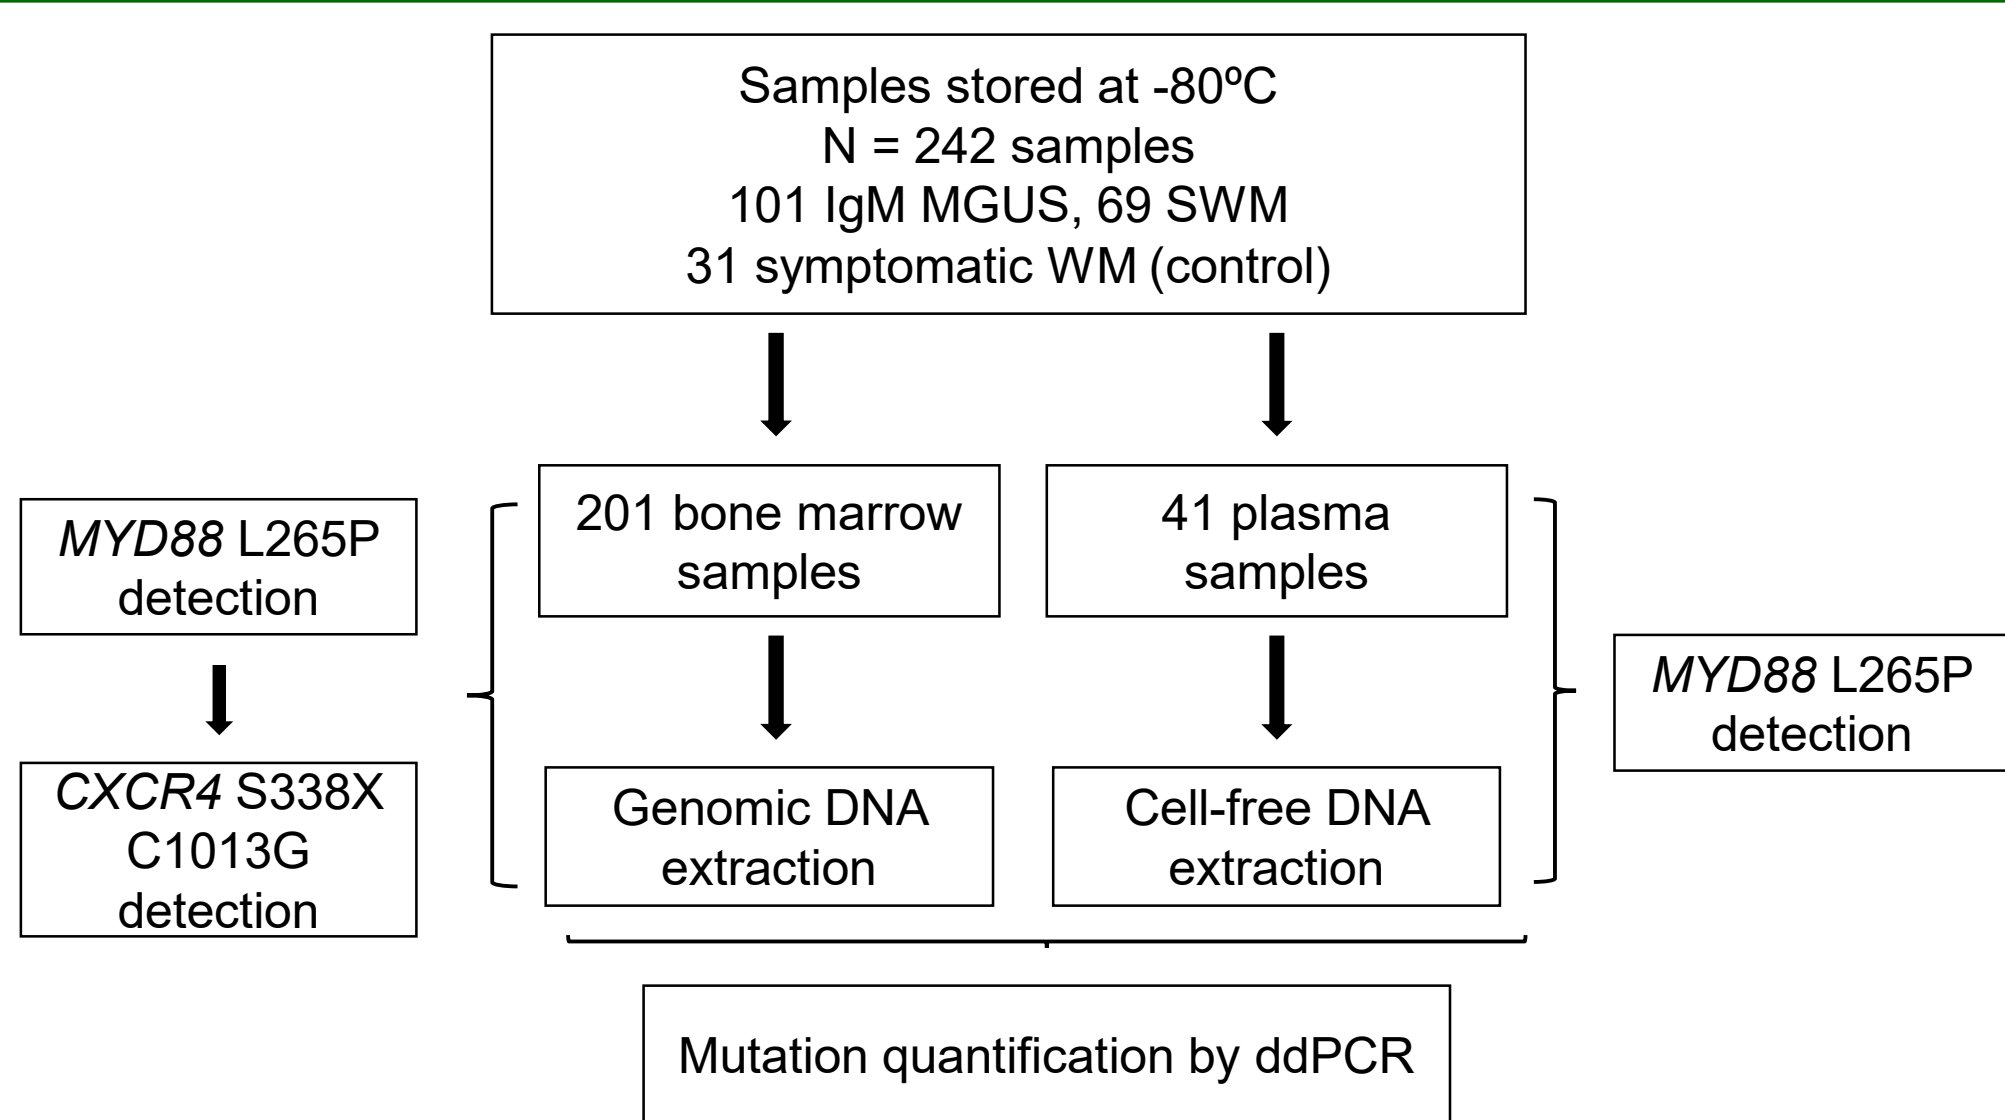 Samples stored at -80ºC
N = 242 samples
101 IgM MGUS, 69 SWM
31 symptomatic WM (control)
201 bone marrow
samples
41 plasma
samples
MYD88 L265P
detection
CXCR4 S338X
C1013G
detection
Genomic DNA
extraction
Cell-free DNA
extraction
MYD88 L265P
detection
Mutation quantification by ddPCR